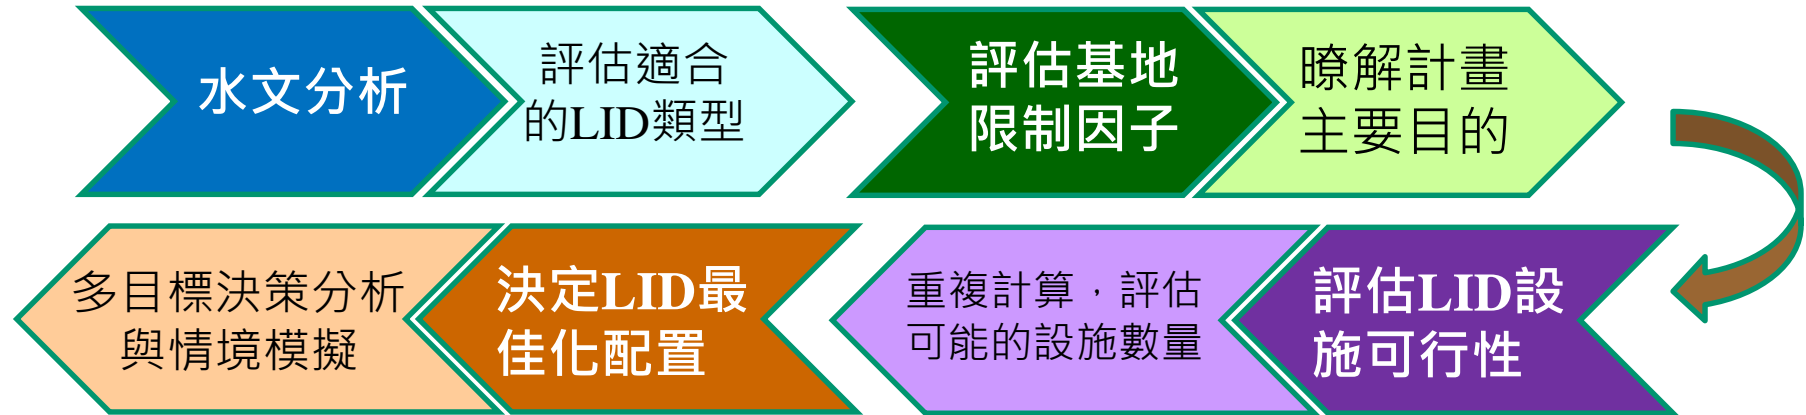 水文分析
評估適合
的LID類型
評估基地
限制因子
瞭解計畫
主要目的
評估LID設
施可行性
重複計算，評估
可能的設施數量
決定LID最
佳化配置
多目標決策分析
與情境模擬